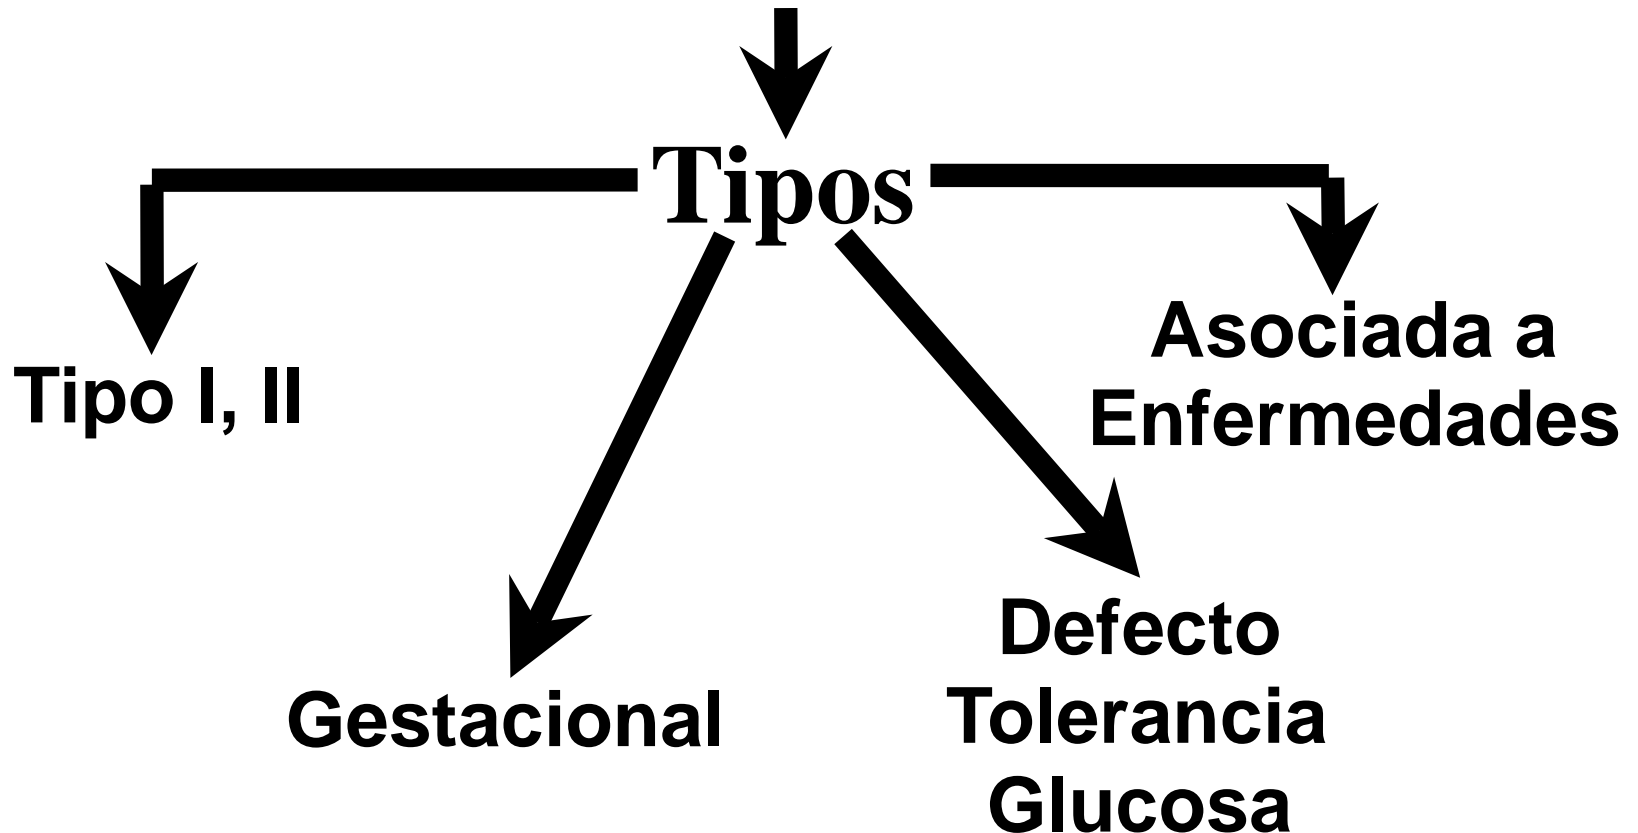 Tipos
Tipo I, II
Asociada a
Enfermedades
Gestacional
Defecto
Tolerancia
Glucosa